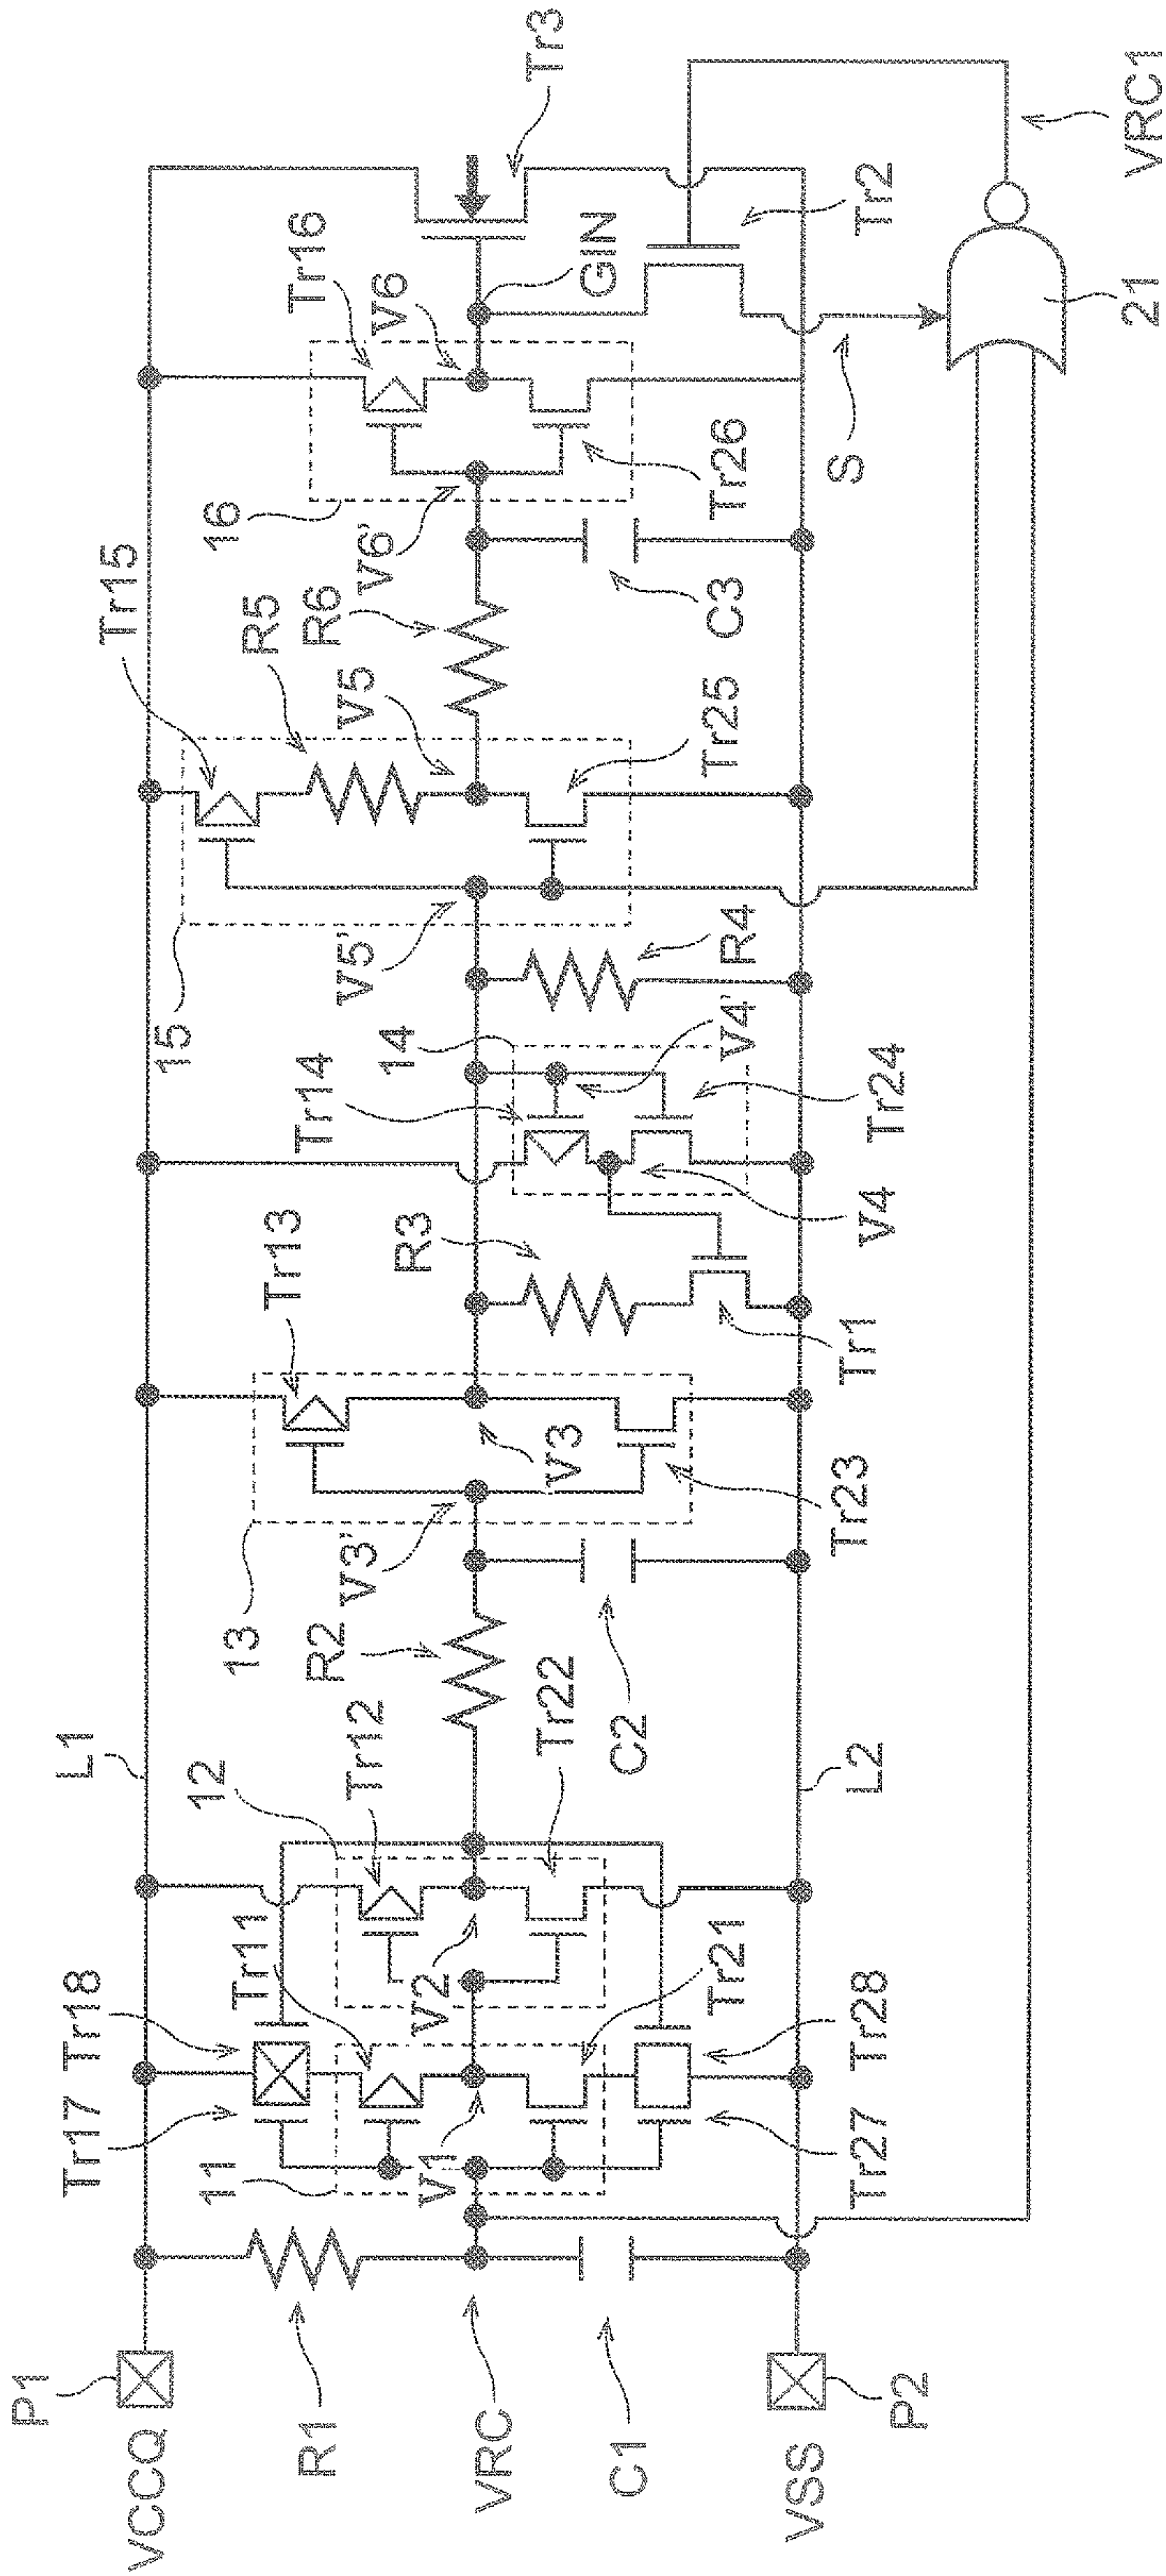 P1
VCCQ
R1
VRC
C1
VSS
P2
L1
Tr17
Tr18
11
Tr11
V1
V2
12
Tr12
Tr22
Tr21
Tr27
Tr28
R2
C2
L2
13
V3'
Tr13
V3
Tr23
R3
Tr1
Tr14
14
V4'
V4
Tr24
R4
15
V5'
Tr15
R5
V5
Tr25
R6
C3
16
V6'
Tr16
V6
Tr26
GIN
Tr3
Tr2
S
21
VRC1